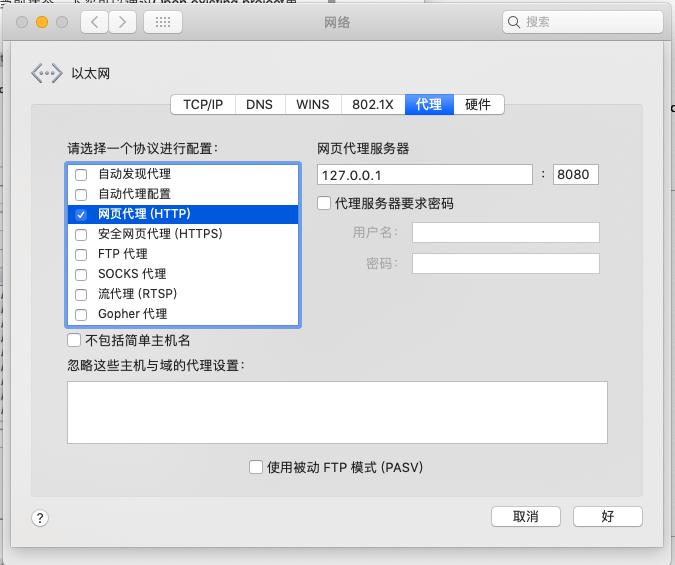 网络
搜索
以太网
TCP/IP
DNS
WINS
802.1X
代理
硬件
请选择一个协议进行配置：
自动发现代理
自动代理配置
网页代理 (HTTP)
安全网页代理 (HTTPS)
FTP 代理
SOCKS 代理
流代理 (RTSP)
Gopher 代理
不包括简单主机名
网页代理服务器
127.0.0.1 : 8080
代理服务器要求密码
用户名：
密码：
忽略这些主机与域的代理设置：
使用被动 FTP 模式 (PASV)
?
取消
好